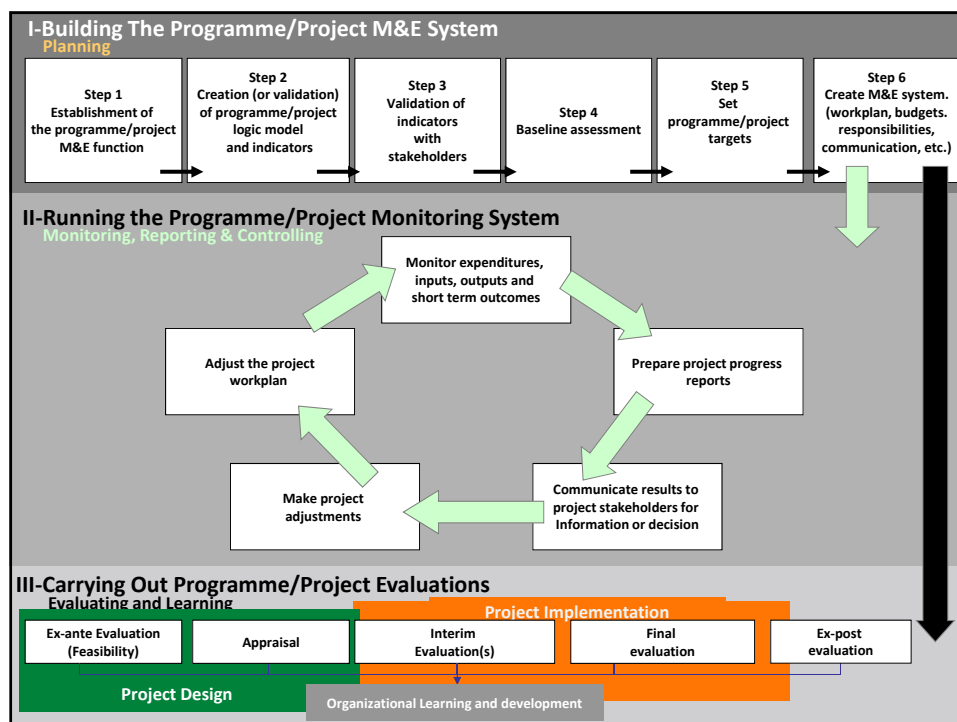 I-Building The Programme/Project M&E System
Planning
Step 1
Establishment of
the programme/project
M&E function
Step 2
Creation (or validation)
of programme/project
logic model
and indicators
Step 3
Validation of
indicators
with
stakeholders
Step 4
Baseline assessment
Step 5
Set
programme/project
targets
Step 6
Create M&E system.
(workplan, budgets.
responsibilities,
communication, etc.)
II-Running the Programme/Project Monitoring System
Monitoring, Reporting & Controlling
Monitor expenditures,
inputs, outputs and
short term outcomes
Adjust the project
workplan
Prepare project progress
reports
Make project
adjustments
Communicate results to
project stakeholders for
Information or decision
III-Carrying Out Programme/Project Evaluations
Evaluating and Learning
Project Implementation
Ex-ante Evaluation
(Feasibility)
Appraisal
Interim
Evaluation(s)
Final
evaluation
Ex-post
evaluation
Project Design
Organizational Learning and development